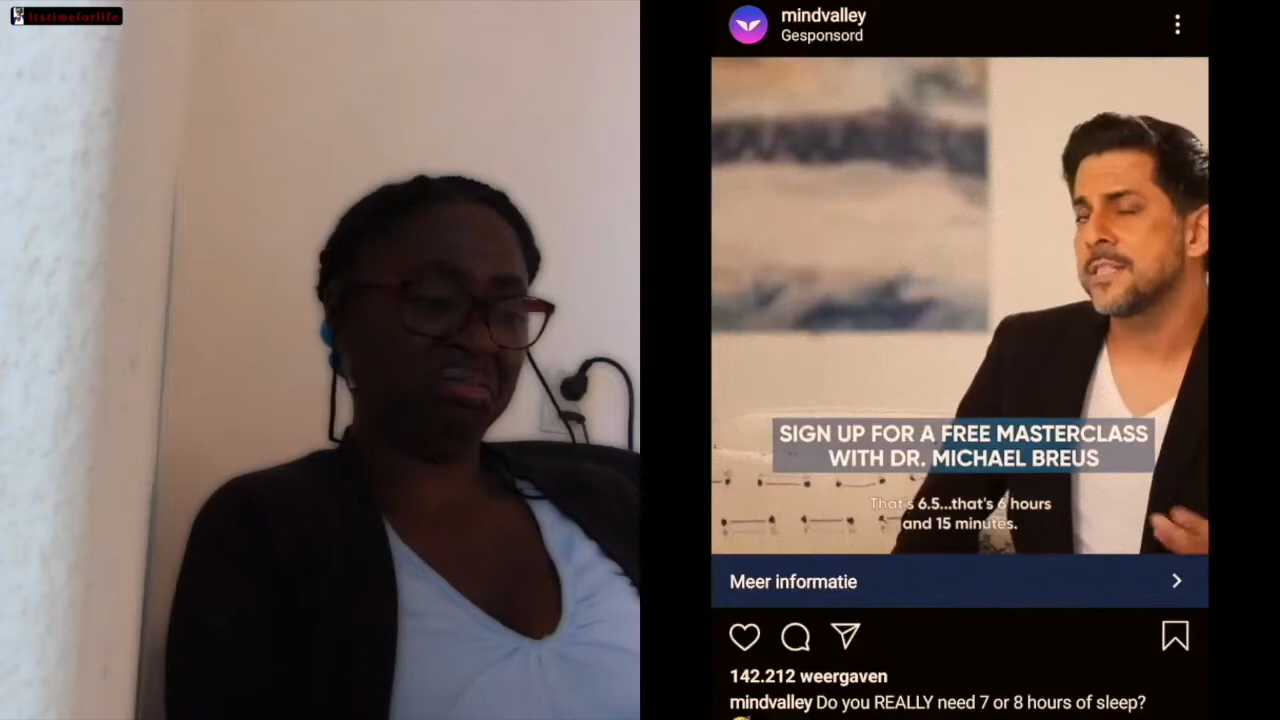 Itstimeforlife
mindvalley
Gesponsord
SIGN UP FOR A FREE MASTERCLASS
WITH DR. MICHAEL BREUS
That's 6.5...that's 6 hours
and 15 minutes.
Meer informatie
142.212 weergaven
mindvalley Do you REALLY need 7 or 8 hours of sleep?